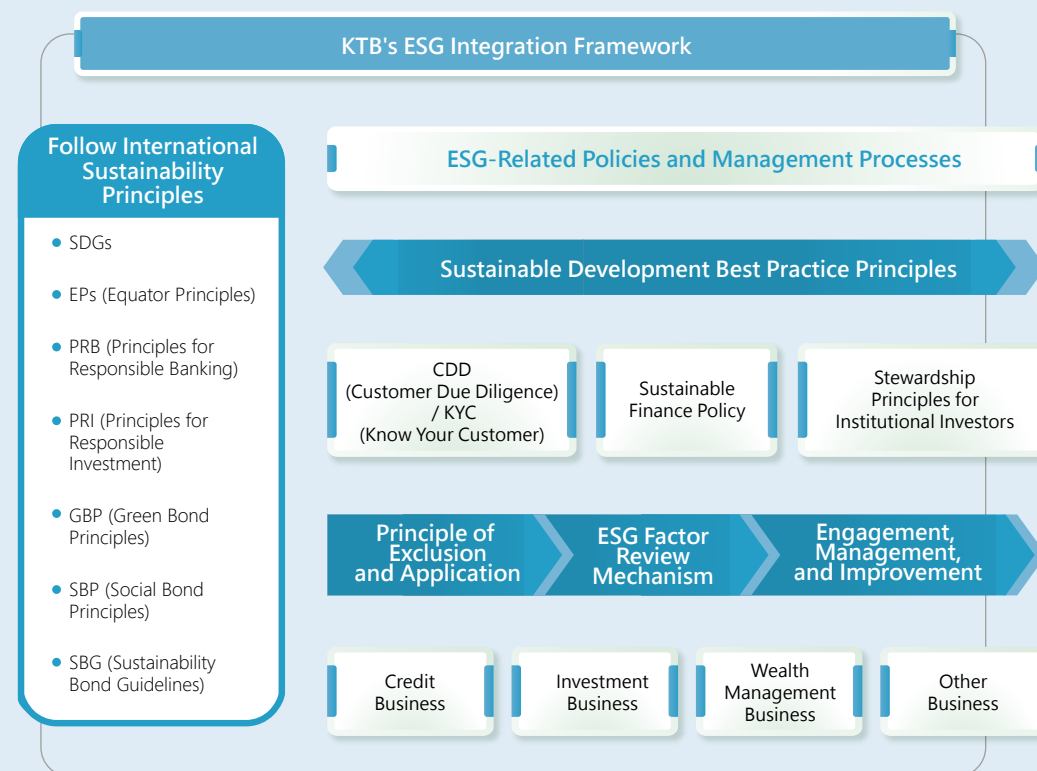 KTB's ESG Integration Framework
Follow International
Sustainability
Principles
• SDGs
• EPs (Equator Principles)
• PRB (Principles for
Responsible Banking)
• PRI (Principles for
Responsible
Investment)
• GBP (Green Bond
Principles)
• SBP (Social Bond
Principles)
• SBG (Sustainability
Bond Guidelines)
ESG-Related Policies and Management Processes
Sustainable Development Best Practice Principles
CDD
(Customer Due Diligence)
/ KYC
(Know Your Customer)
Sustainable
Finance Policy
Stewardship
Principles for
Institutional Investors
Principle of
Exclusion
and Application
ESG Factor
Review
Mechanism
Engagement,
Management,
and Improvement
Credit
Business
Investment
Business
Wealth
Management
Business
Other
Business